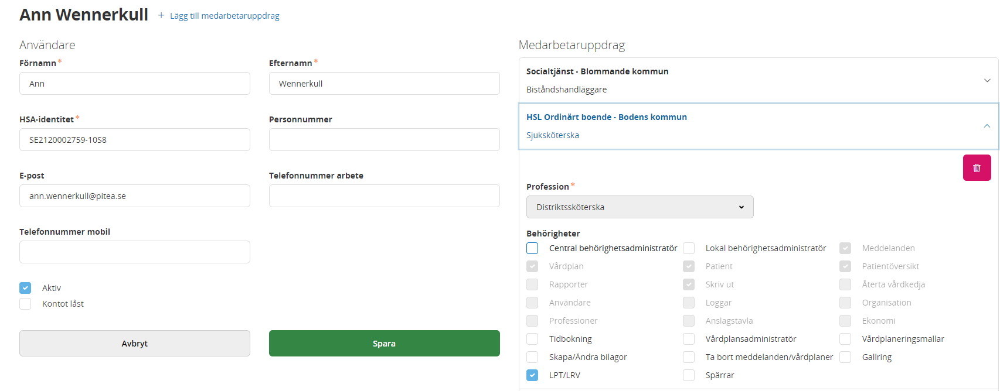 Ann Wennerkull + Lägg till medarbetaruppdrag
Användare
Förnamn *
Ann
Efternamn *
Wennerkull
HSA-identitet *
SE2120002759-10S8
Personnummer
E-post
ann.wennerkull@pitea.se
Telefonnummer arbete
Telefonnummer mobil
Aktiv
Kontot låst
Avbryt
Spara
Medarbetaruppdrag
Socialtjänst - Blommande kommun
Biståndshandläggare
HSL Ordinärt boende - Bodens kommun
Sjuksköterska
Profession *
Distriktssköterska
Behörigheter
Central behörighetsadministratör Lokal behörighetsadministratör Meddelanden
Vårdplan Patient Patientöversikt
Rapporter Skriv ut Återta vårdkedja
Användare Loggar Organisation
Professioner Anslagstavla Ekonomi
Tidbokning Vårdplansadministratör Vårdplaneringsmallar
Skapa/Ändra bilagor Ta bort meddelanden/vårdplaner Gallring
LPT/LRV Spärrar